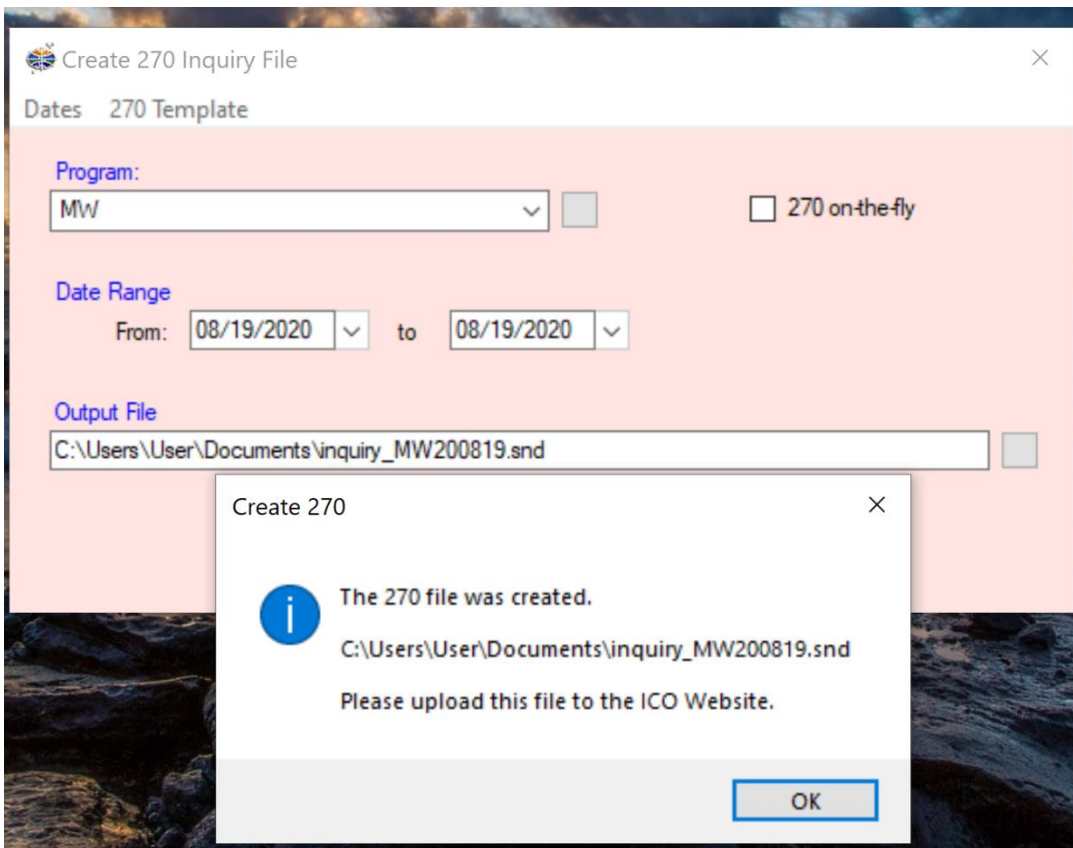 Create 270 Inquiry File
Dates 270 Template
Program:
MW
270 on-the-fly
Date Range
From: 08/19/2020 to 08/19/2020
Output File
C:\Users\User\Documents\inquiry_MW200819.snd
Create 270
The 270 file was created.
C:\Users\User\Documents\inquiry_MW200819.snd
Please upload this file to the ICO Website.
OK